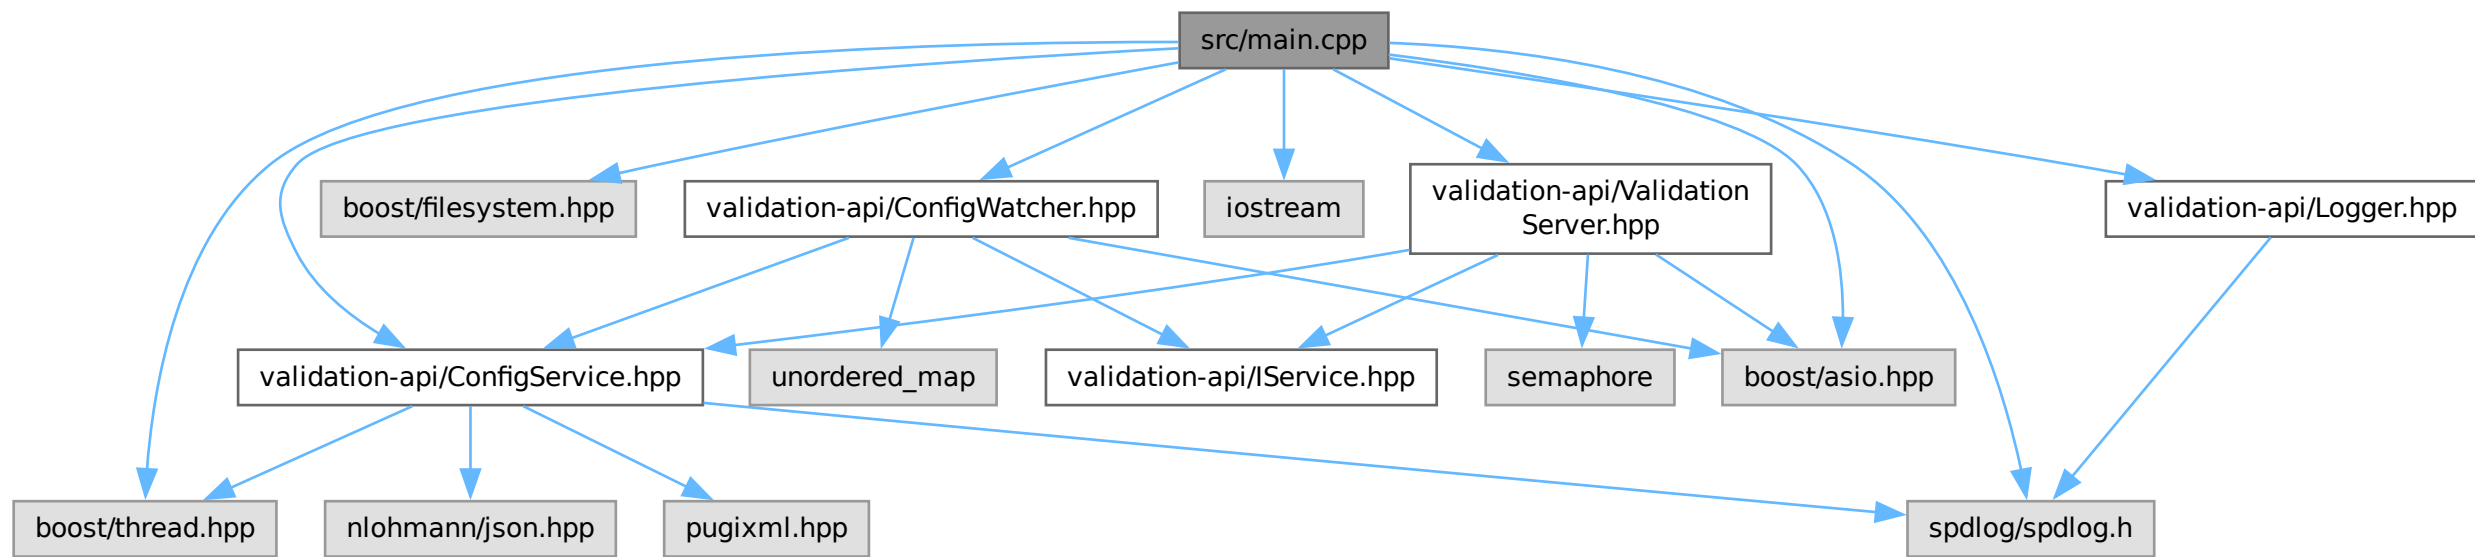 src/main.cpp
boost/filesystem.hpp
validation-api/ConfigWatcher.hpp
iostream
validation-api/Validation
Server.hpp
validation-api/Logger.hpp
validation-api/ConfigService.hpp
unordered_map
validation-api/IService.hpp
semaphore
boost/asio.hpp
boost/thread.hpp
nlohmann/json.hpp
pugixml.hpp
spdlog/spdlog.h